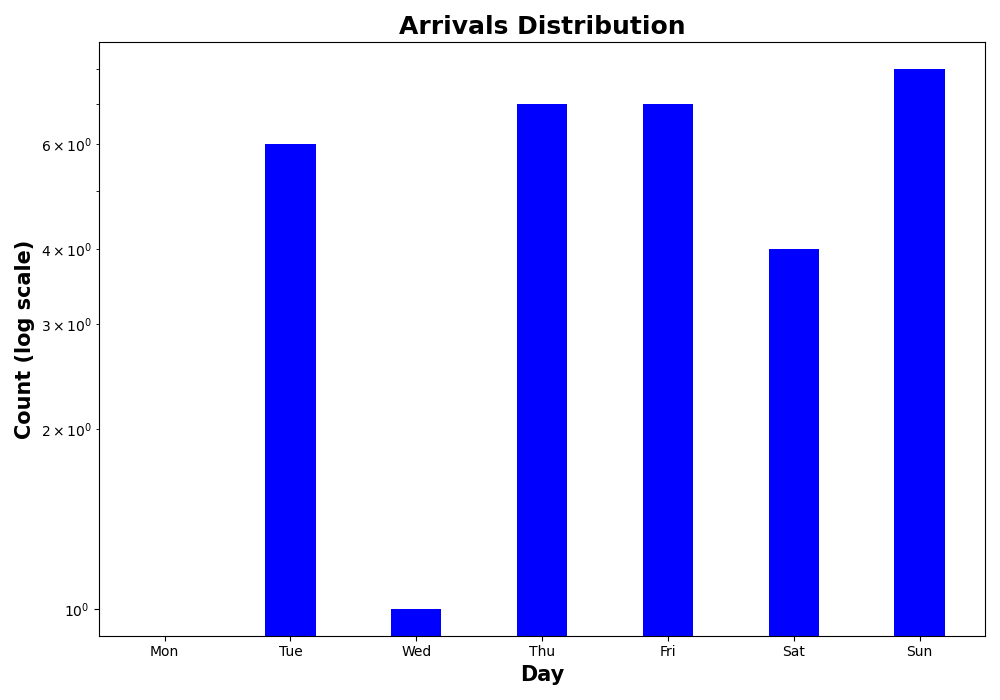 Arrivals Distribution
Count (log scale)
6 × 10⁰
4 × 10⁰
3 × 10⁰
2 × 10⁰
10⁰
Mon Tue Wed Thu Fri Sat Sun
Day